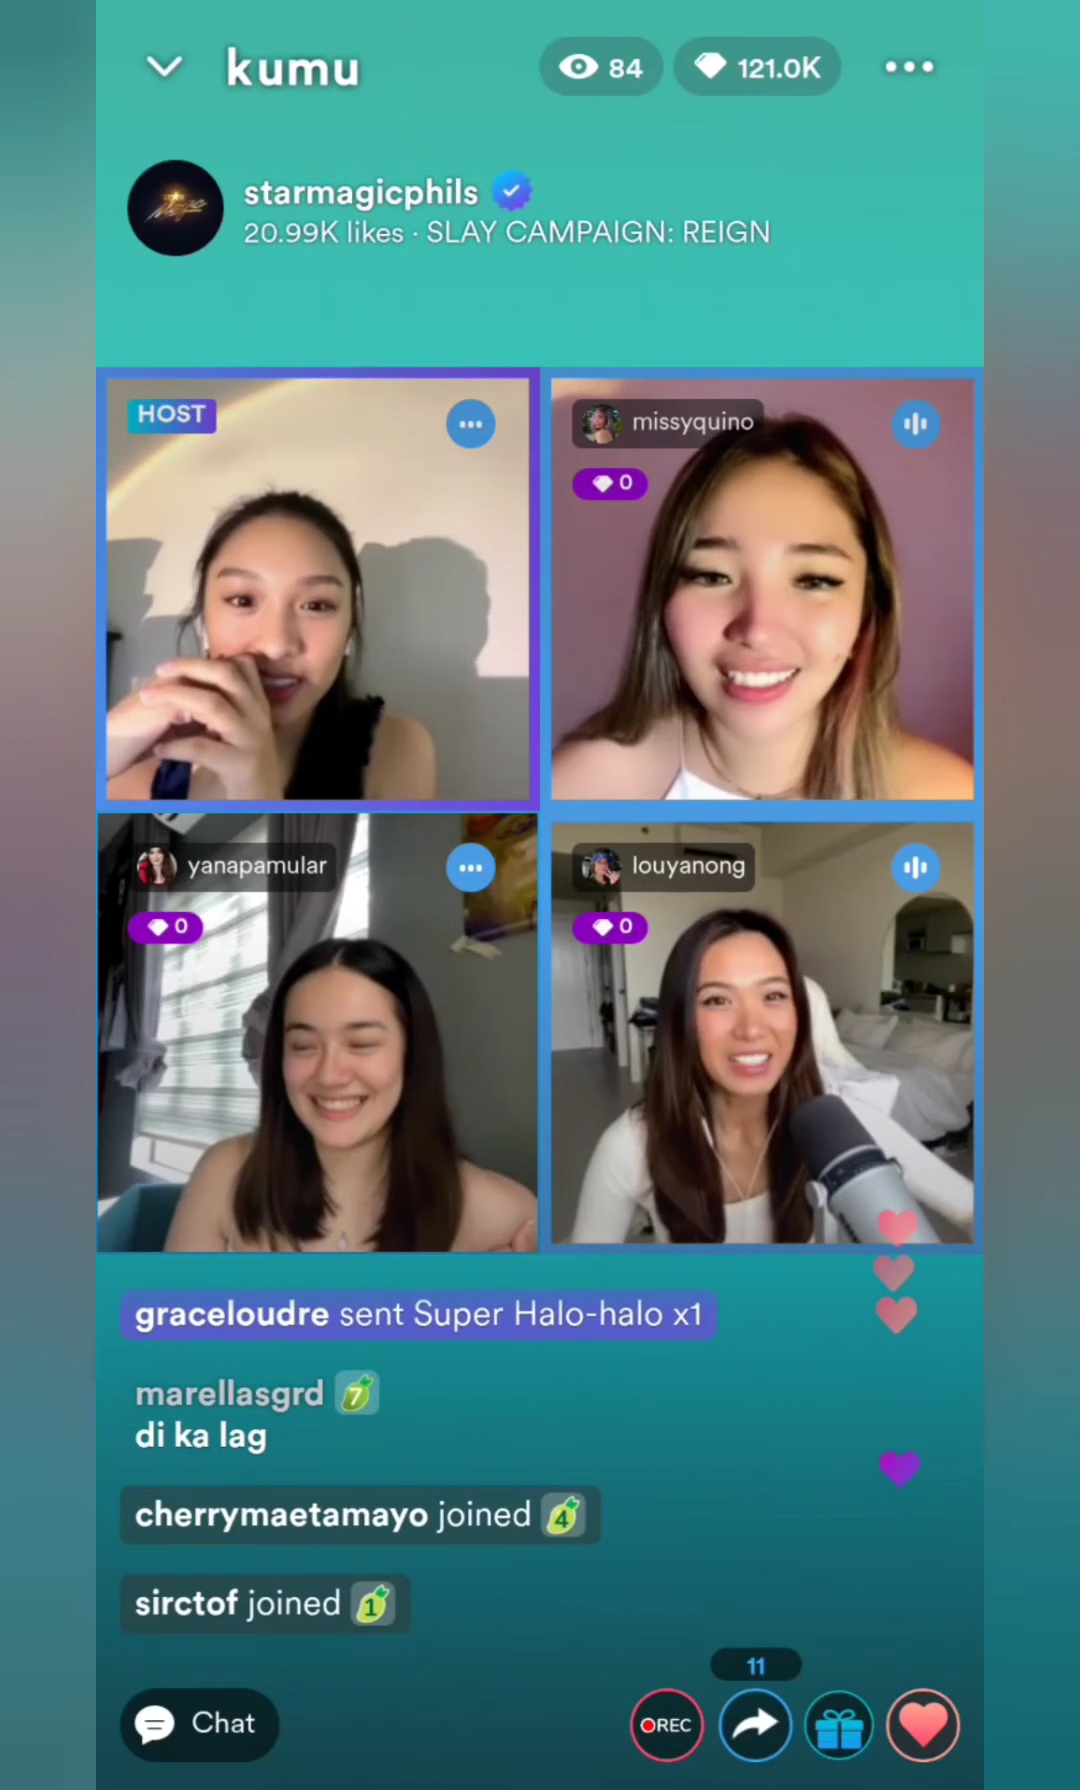 kumu
84
121.0K
starmagicphils
20.99K likes · SLAY CAMPAIGN: REIGN
HOST
missyquino
0
yanapamular
0
louyanong
0
graceloudre sent Super Halo-halo x1
marellasgrd 7
di ka lag
cherrymaetamayo joined 4
sirctof joined 1
11
Chat
REC